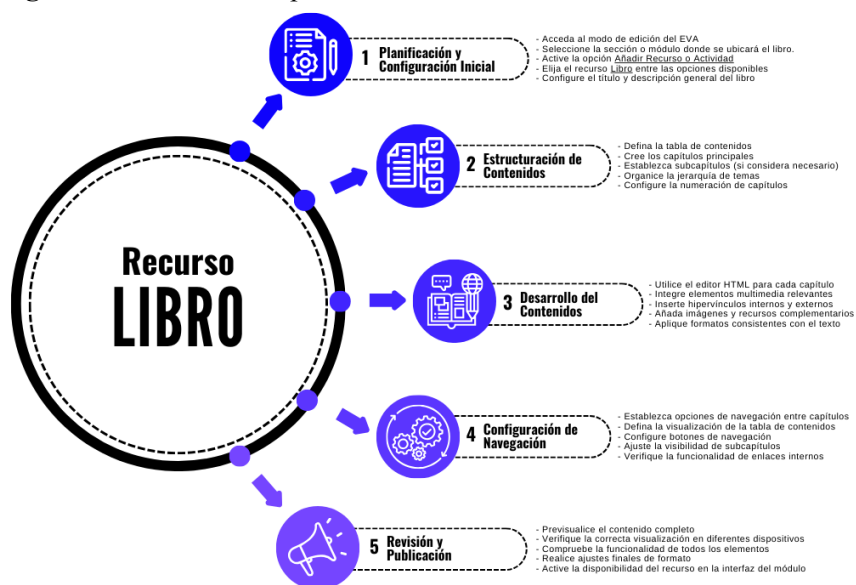 Recurso
LIBRO
1 Planificación y
Configuración Inicial
- Acceda al modo de edición del EVA
- Seleccione la sección o módulo donde se ubicará el libro.
- Active la opción Añadir Recurso o Actividad
- Elija el recurso Libro entre las opciones disponibles
- Configure el título y descripción general del libro
2 Estructuración de
Contenidos
- Defina la tabla de contenidos
- Cree los capítulos principales
- Establezca subcapítulos (si considera necesario)
- Organice la jerarquía de temas
- Configure la numeración de capítulos
3 Desarrollo del
Contenidos
- Utilice el editor HTML para cada capítulo
- Integre elementos multimedia relevantes
- Inserte hipervínculos internos y externos
- Añada imágenes y recursos complementarios
- Aplique formatos consistentes con el texto
4 Configuración de
Navegación
- Establezca opciones de navegación entre capítulos
- Defina la visualización de la tabla de contenidos
- Configure botones de navegación
- Ajuste la visibilidad de subcapítulos
- Verifique la funcionalidad de enlaces internos
5 Revisión y
Publicación
- Previsualice el contenido completo
- Verifique la correcta visualización en diferentes dispositivos
- Compruebe la funcionalidad de todos los elementos
- Realice ajustes finales de formato
- Active la disponibilidad del recurso en la interfaz del módulo